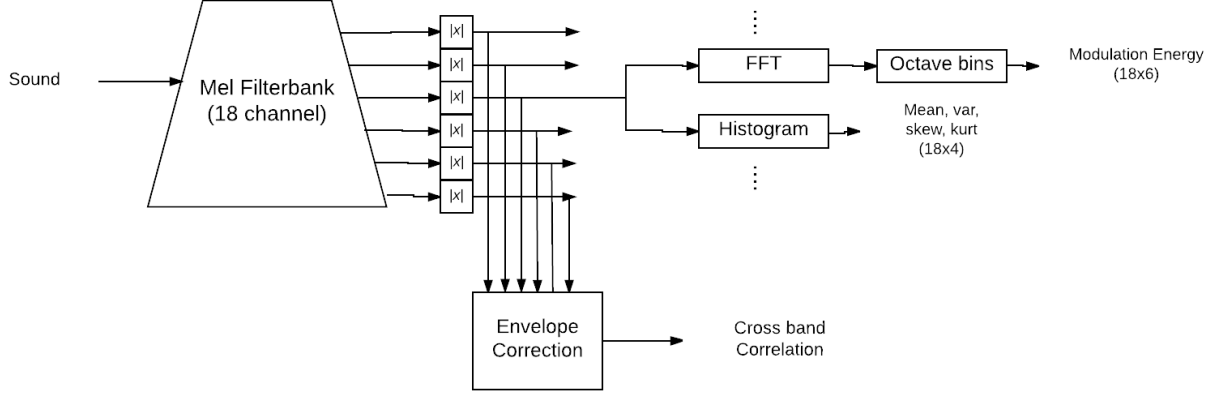 Sound
Mel Filterbank
(18 channel)
|x|
|x|
|x|
|x|
|x|
|x|
FFT
Octave bins
Modulation Energy
(18x6)
Histogram
Mean, var,
skew, kurt
(18x4)
Envelope
Correction
Cross band
Correlation